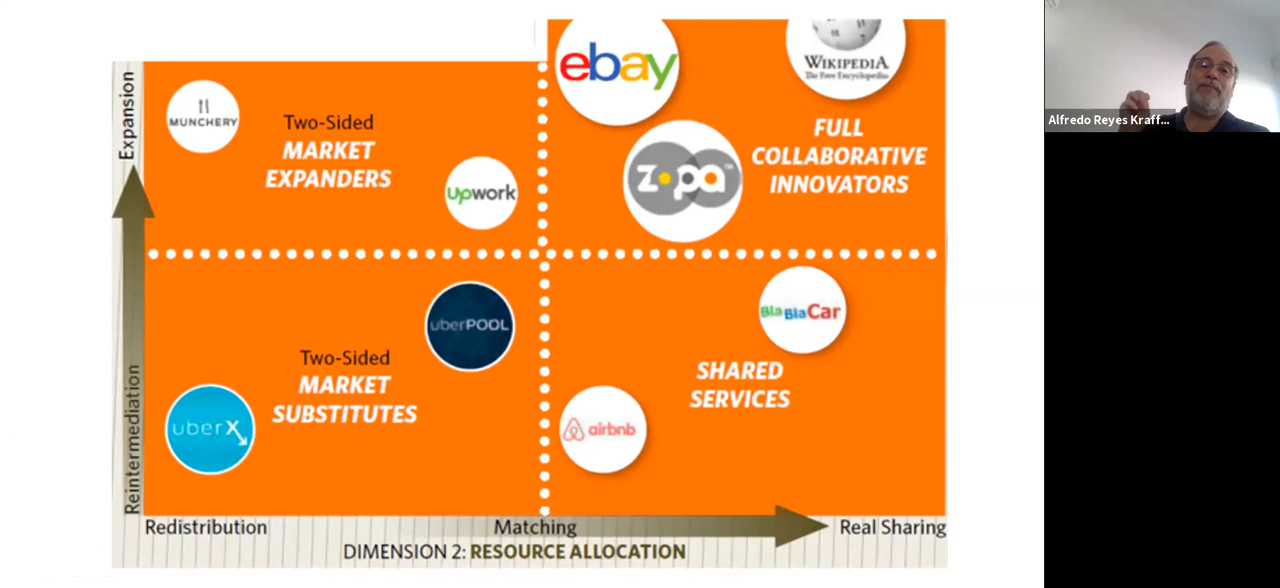 ebay
WIKIPEDIA
The Free Encyclopedia
Alfredo Reyes Kraff...
Expansion
MUNCHERY
Two-Sided
MARKET
EXPANDERS
upwork
zopa
TM
FULL
COLLABORATIVE
INNOVATORS
Reintermediation
uberPOOL
Two-Sided
MARKET
SUBSTITUTES
uberX
BlaBlaCar
SHARED
SERVICES
airbnb
Redistribution
Matching
Real Sharing
DIMENSION 2: RESOURCE ALLOCATION